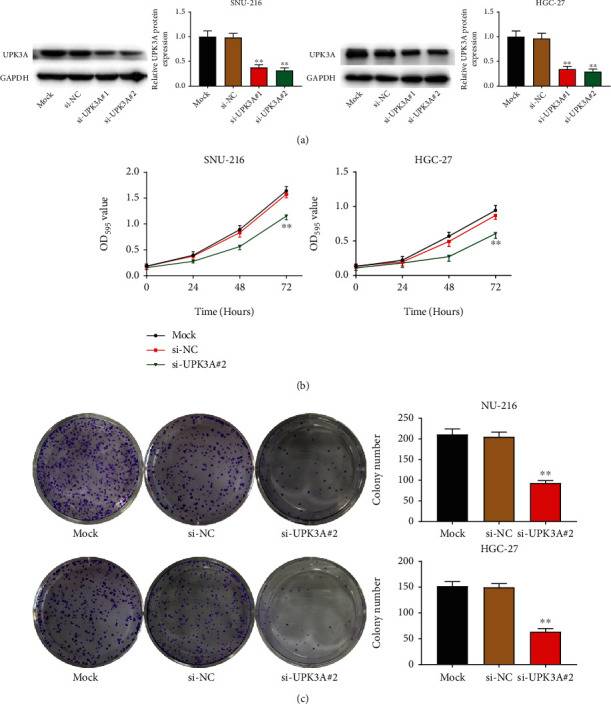 SNU-216
UPK3A
GAPDH
Mock
si-NC
si-UPK3A#1
si-UPK3A#2
Relative UPK3A protein
expression
1.5
1.0
0.5
0.0
**
**
Mock
si-NC
si-UPK3A#1
si-UPK3A#2
HGC-27
UPK3A
GAPDH
Mock
si-NC
si-UPK3A#1
si-UPK3A#2
Relative UPK3A protein
expression
1.5
1.0
0.5
0.0
**
**
Mock
si-NC
si-UPK3A#1
si-UPK3A#2
(a)
SNU-216
OD595 value
2.0
1.5
1.0
0.5
0.0
**
0 24 48 72
Time (Hours)
HGC-27
OD595 value
1.5
1.0
0.5
0.0
**
0 24 48 72
Time (Hours)
Mock
si-NC
si-UPK3A#2
(b)
Mock si-NC si-UPK3A#2
NU-216
Colony number
250
200
150
100
50
0
**
Mock si-NC si-UPK3A#2
Mock si-NC si-UPK3A#2
HGC-27
Colony number
200
150
100
50
0
**
Mock si-NC si-UPK3A#2
(c)